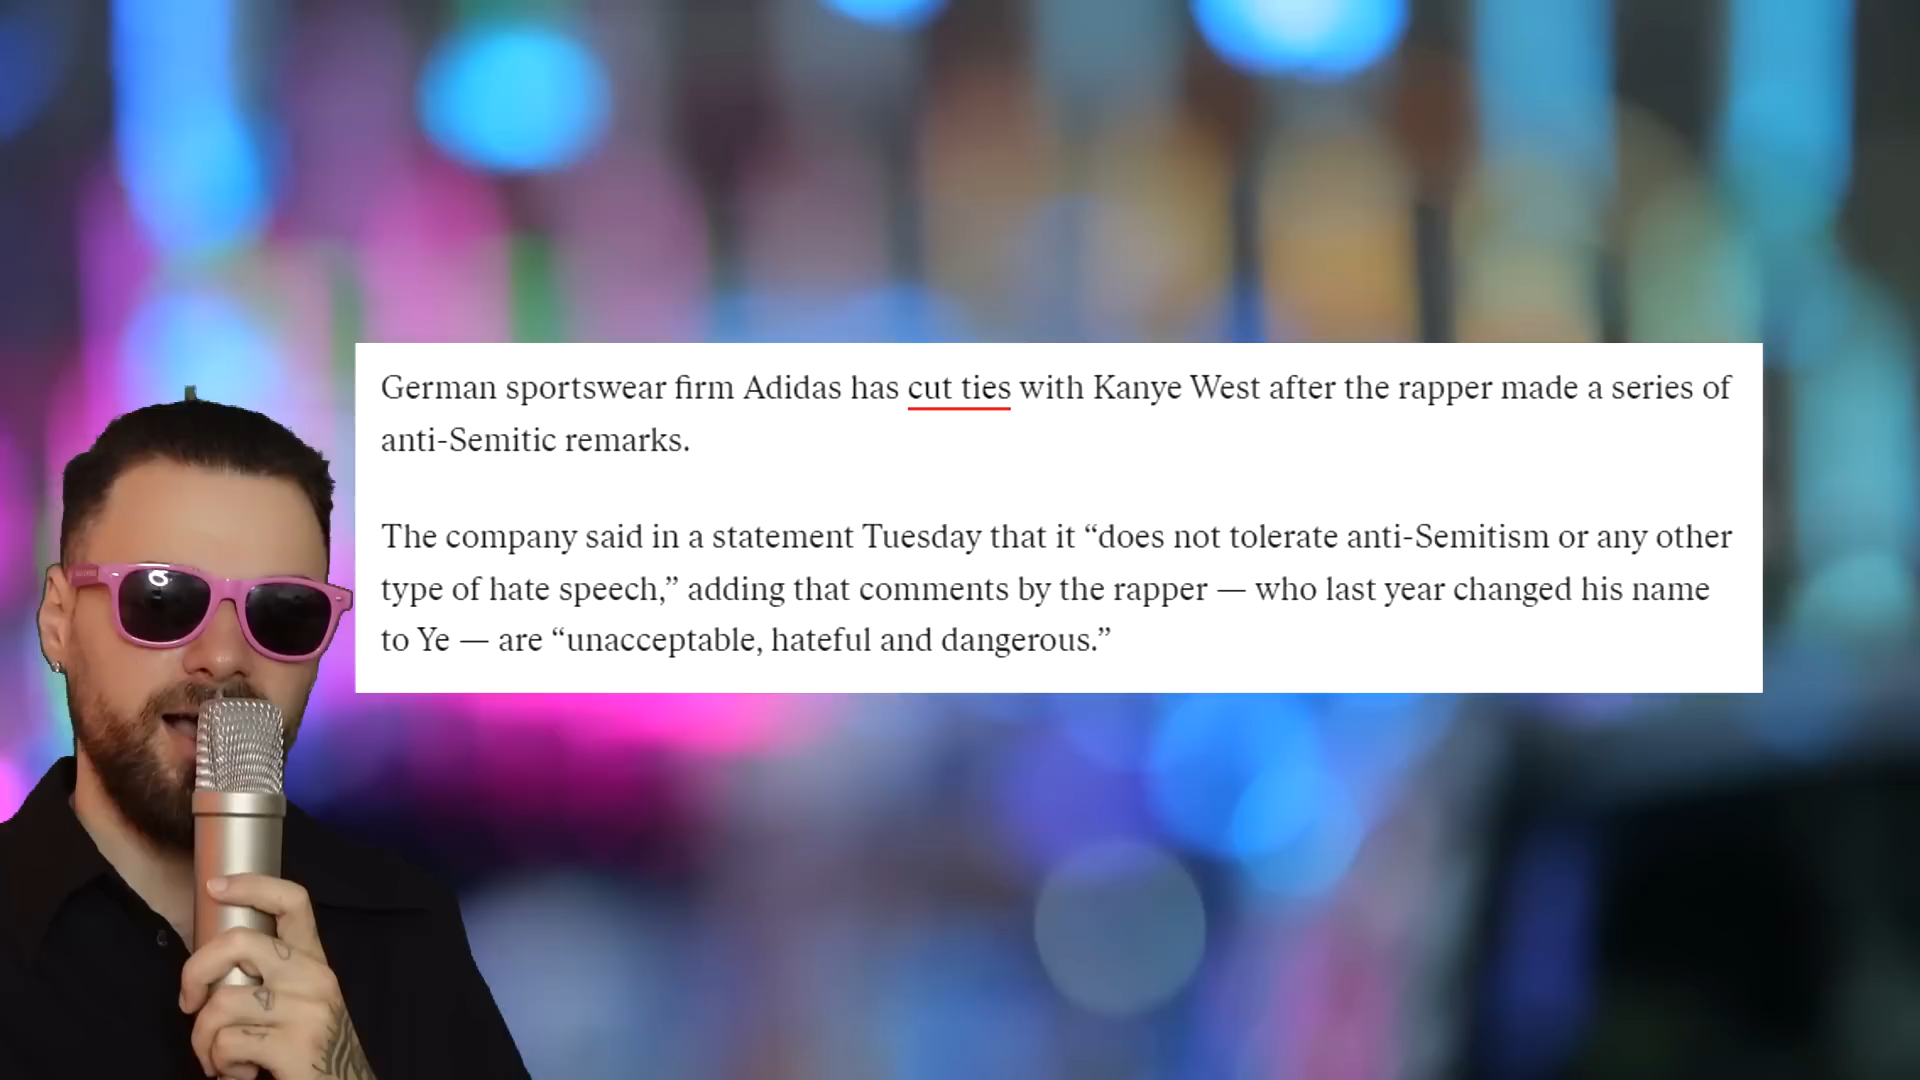 German sportswear firm Adidas has cut ties with Kanye West after the rapper made a series of
anti-Semitic remarks.
The company said in a statement Tuesday that it “does not tolerate anti-Semitism or any other
type of hate speech,” adding that comments by the rapper — who last year changed his name
to Ye — are “unacceptable, hateful and dangerous.”